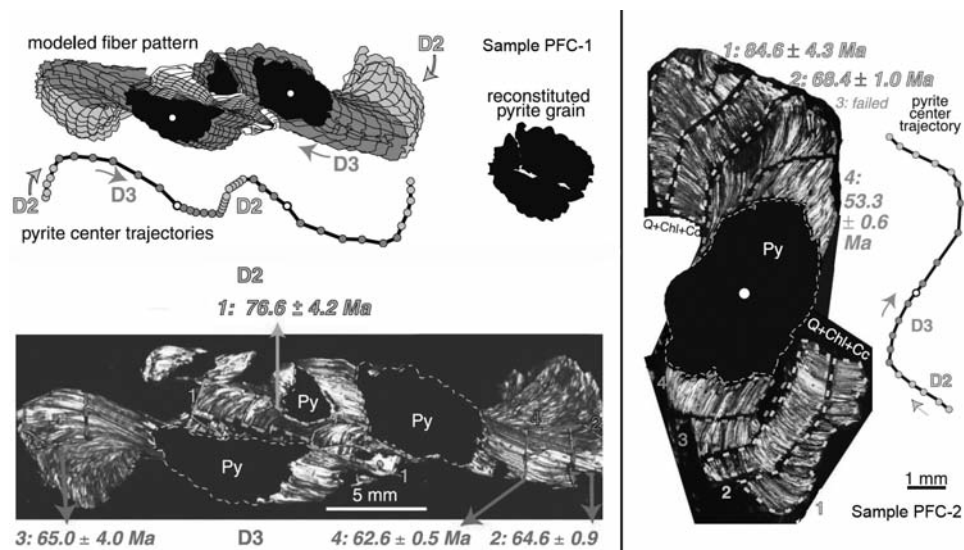 modeled fiber pattern
D2
Sample PFC-1
reconstituted
pyrite grain
D3
D2
D3
D2
pyrite center trajectories
D2
1: 76.6 ± 4.2 Ma
1
Py
Py
4
2
Py
1
5 mm
3: 65.0 ± 4.0 Ma
D3
4: 62.6 ± 0.5 Ma
2: 64.6 ± 0.9
1: 84.6 ± 4.3 Ma
2: 68.4 ± 1.0 Ma
3: failed
pyrite
center
trajectory
4:
53.3
± 0.6
Ma
Q+Chl+Cc
Py
Q+Chl+Cc
D3
D2
4
3
2
1
1 mm
Sample PFC-2